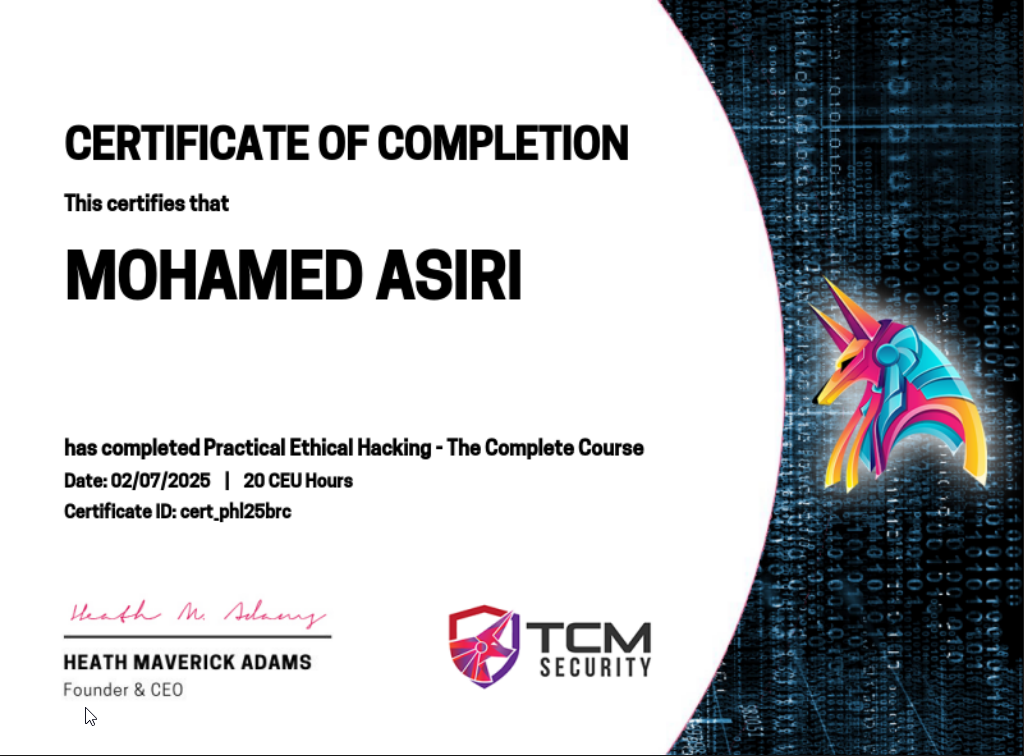 CERTIFICATE OF COMPLETION
This certifies that
MOHAMED ASIRI
has completed Practical Ethical Hacking - The Complete Course
Date: 02/07/2025 | 20 CEU Hours
Certificate ID: cert_phl25brc
Heath M. Adams
HEATH MAVERICK ADAMS
Founder & CEO
TCM
SECURITY